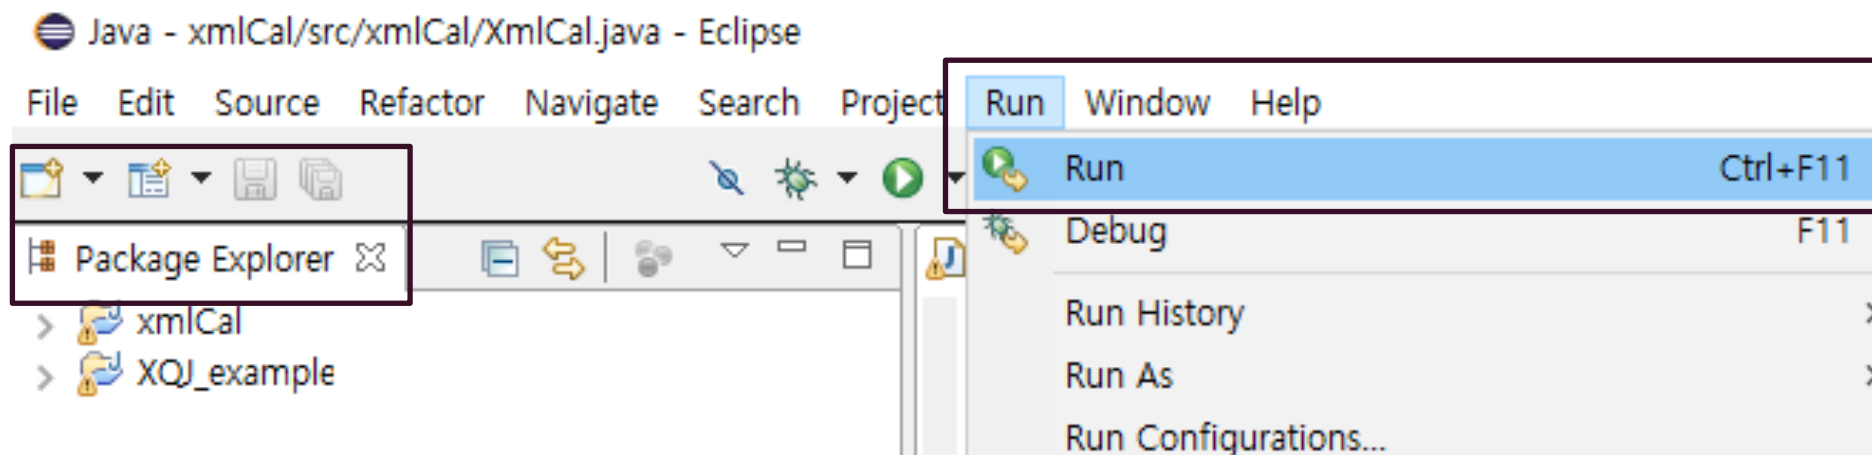 Java - xmlCal/src/xmlCal/XmlCal.java - Eclipse
File Edit Source Refactor Navigate Search Project Run Window Help
Run Ctrl+F11
Debug F11
Package Explorer
xmlCal
XQJ_example
Run History
Run As
Run Configurations...